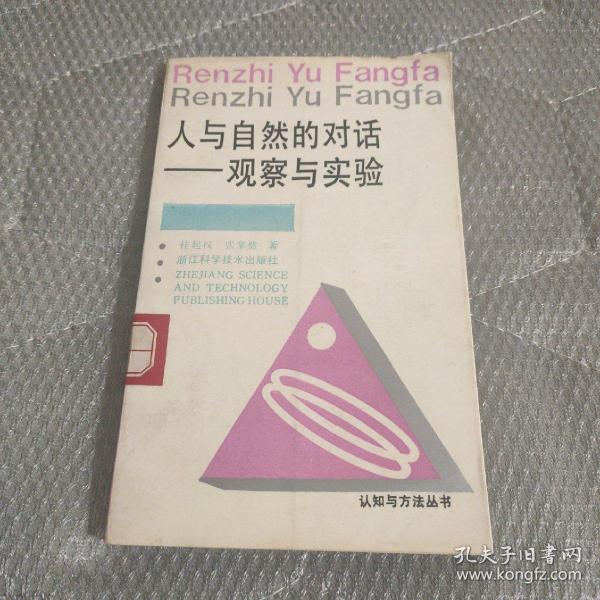 Renzhi Yu Fangfa
Renzhi Yu Fangfa
人与自然的对话
——观察与实验
桂起权 张掌然 著
浙江科学技术出版社
ZHEJIANG SCIENCE
AND TECHNOLOGY
PUBLISHING HOUSE
认知与方法丛书
孔夫子旧書网
www.kongfz.com